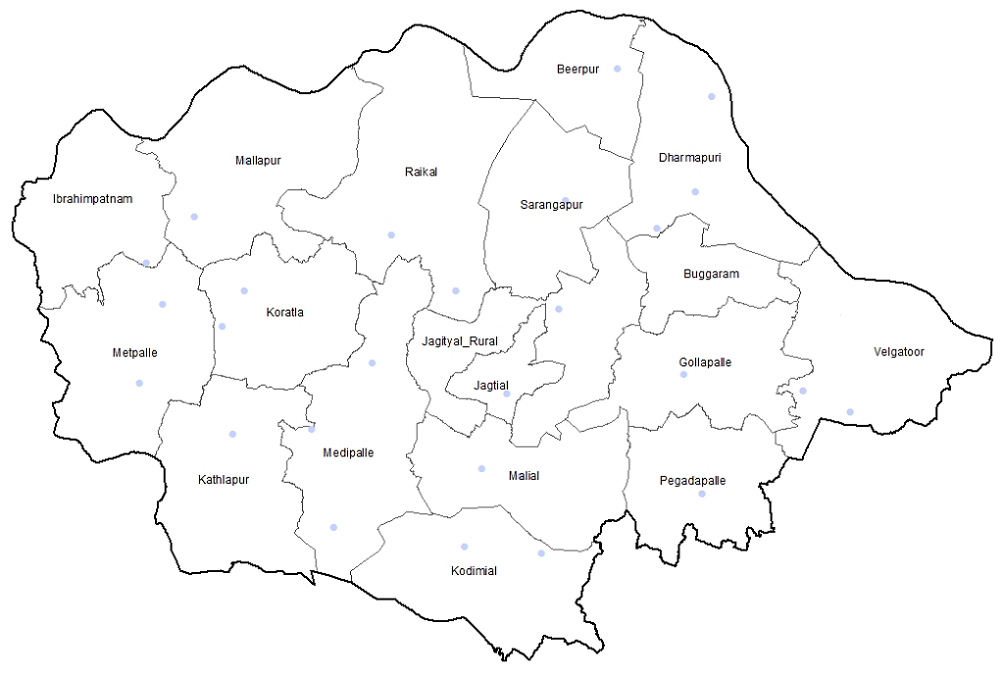 Beerpur
Dharmapuri
Mallapur
Raikal
Ibrahimpatnam
Sarangapur
Buggaram
Koratla
Jagityal_Rural
Metpalle
Velgatoor
Gollapalle
Jagtial
Medipalle
Kathlapur
Malial
Pegadapalle
Kodimial